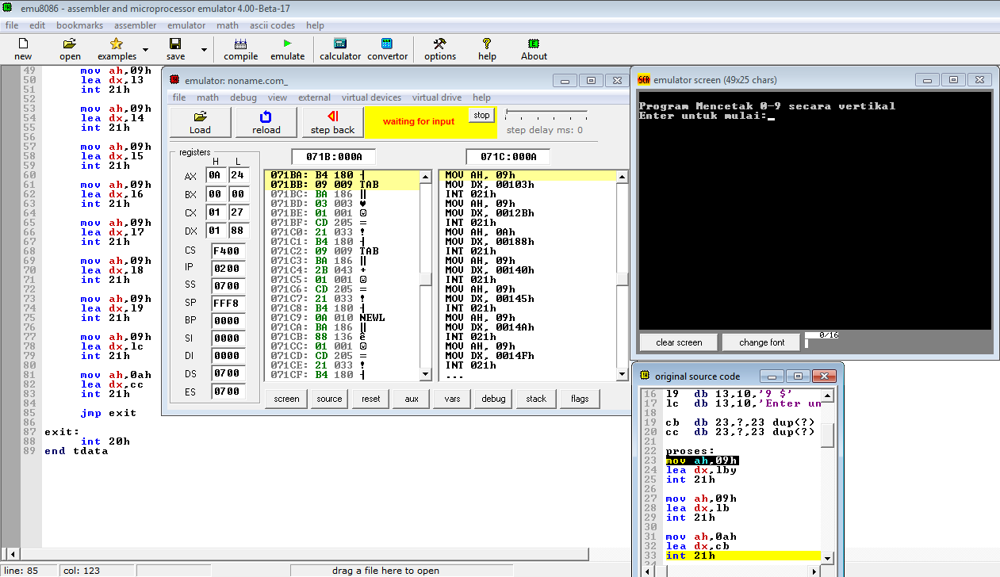 emu8086 - assembler and microprocessor emulator 4.00-Beta-17
file edit bookmarks assembler emulator math ascii codes help
new open examples save compile emulate calculator convertor options help About
49 mov ah,09h
50 lea dx,l3
51 int 21h
52
53 mov ah,09h
54 lea dx,l4
55 int 21h
56
57 mov ah,09h
58 lea dx,l5
59 int 21h
60
61 mov ah,09h
62 lea dx,l6
63 int 21h
64
65 mov ah,09h
66 lea dx,l7
67 int 21h
68
69 mov ah,09h
70 lea dx,l8
71 int 21h
72
73 mov ah,09h
74 lea dx,l9
75 int 21h
76
77 mov ah,09h
78 lea dx,lc
79 int 21h
80
81 mov ah,0ah
82 lea dx,cc
83 int 21h
84
85 jmp exit
86
87 exit:
88 int 20h
89 end tdata
line: 85 col: 123 drag a file here to open
emulator: noname.com_
file math debug view external virtual devices virtual drive help
Load reload step back waiting for input stop step delay ms: 0
registers 071B:000A 071C:000A
H L
AX 0A 24
BX 00 00
CX 01 27
DX 01 88
CS F400
IP 0200
SS 0700
SP FFF8
BP 0000
SI 0000
DI 0000
DS 0700
ES 0700
071BA: B4 180 ┤
071BB: 09 009 TAB
071BC: BA 186 ║
071BD: 03 003 ♥
071BE: 01 001 ☺
071BF: CD 205 =
071C0: 21 033 !
071C1: B4 180 ┤
071C2: 09 009 TAB
071C3: BA 186 ║
071C4: 2B 043 +
071C5: 01 001 ☺
071C6: CD 205 =
071C7: 21 033 !
071C8: B4 180 ┤
071C9: 0A 010 NEWL
071CA: BA 186 ║
071CB: 88 136 ê
071CC: 01 001 ☺
071CD: CD 205 =
071CE: 21 033 !
071CF: B4 180 ┤
MOV AH, 09h
MOV DX, 00103h
INT 021h
MOV AH, 09h
MOV DX, 0012Bh
INT 021h
MOV AH, 0Ah
MOV DX, 00188h
INT 021h
MOV AH, 09h
MOV DX, 00140h
INT 021h
MOV AH, 09h
MOV DX, 00145h
INT 021h
MOV AH, 09h
MOV DX, 0014Ah
INT 021h
MOV AH, 09h
MOV DX, 0014Fh
INT 021h
...
screen source reset aux vars debug stack flags
SCR emulator screen (49x25 chars)
Program Mencetak 0-9 secara vertikal
Enter untuk mulai:_
clear screen change font 0/16
original source code
16 l9 db 13,10,'9 $'
17 lc db 13,10,'Enter un
18
19 cb db 23,?,23 dup(?)
20 cc db 23,?,23 dup(?)
21
22 proses:
23 mov ah,09h
24 lea dx,lby
25 int 21h
26
27 mov ah,09h
28 lea dx,lb
29 int 21h
30
31 mov ah,0ah
32 lea dx,cb
33 int 21h